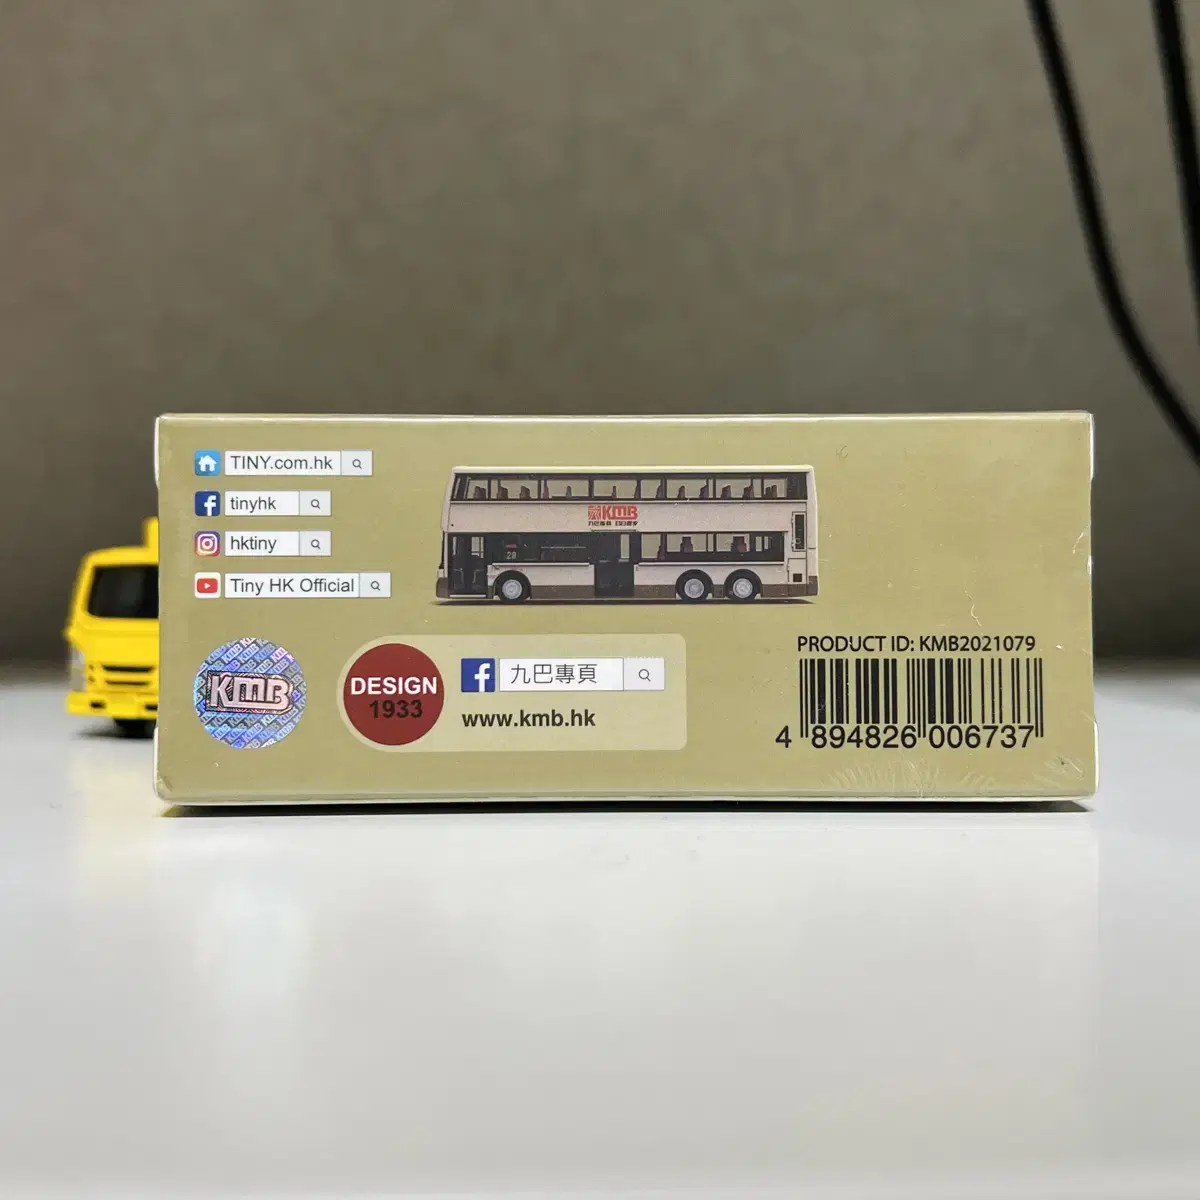 TINY.com.hk
tinyhk
hktiny
Tiny HK Official
KMB
28
KMB
DESIGN
1933
九巴專頁
www.kmb.hk
PRODUCT ID: KMB2021079
4 894826 006737